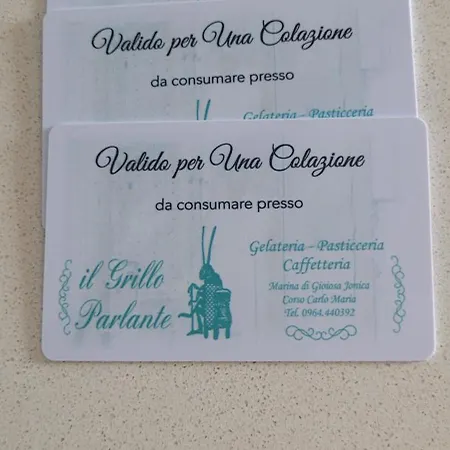 Valido per Una Colazione
da consumare presso
Gelateria - Pasticceria
Valido per Una Colazione
da consumare presso
il Grillo
Parlante
Gelateria - Pasticceria
Caffetteria
Marina di Gioiosa Jonica
Corso Carlo Maria
Tel. 0964.440392